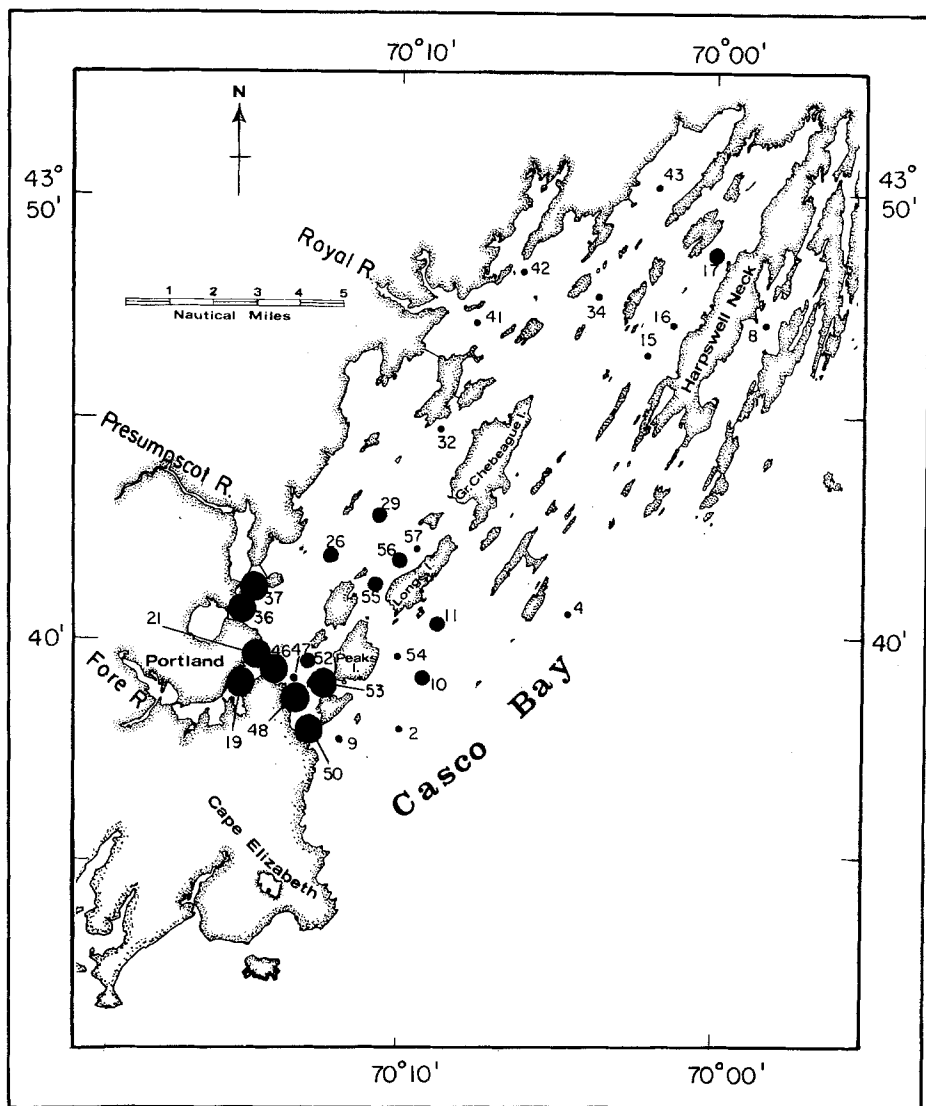 70°10' 70°00'
N
43° 50'
43° 50'
43
Royal R.
17
42
1 2 3 4 5
Nautical Miles
34
41
16
15
8
Harpswell Neck
32
Gr. Chebeague I.
Presumpscot R.
29
57
26
56
55
Long I.
37
36
11
4
21
40'
40'
Portland
46 47 52
Peaks I.
54
53
10
Fore R.
19
48
50
9
2
Casco Bay
Cape Elizabeth
70°10' 70°00'